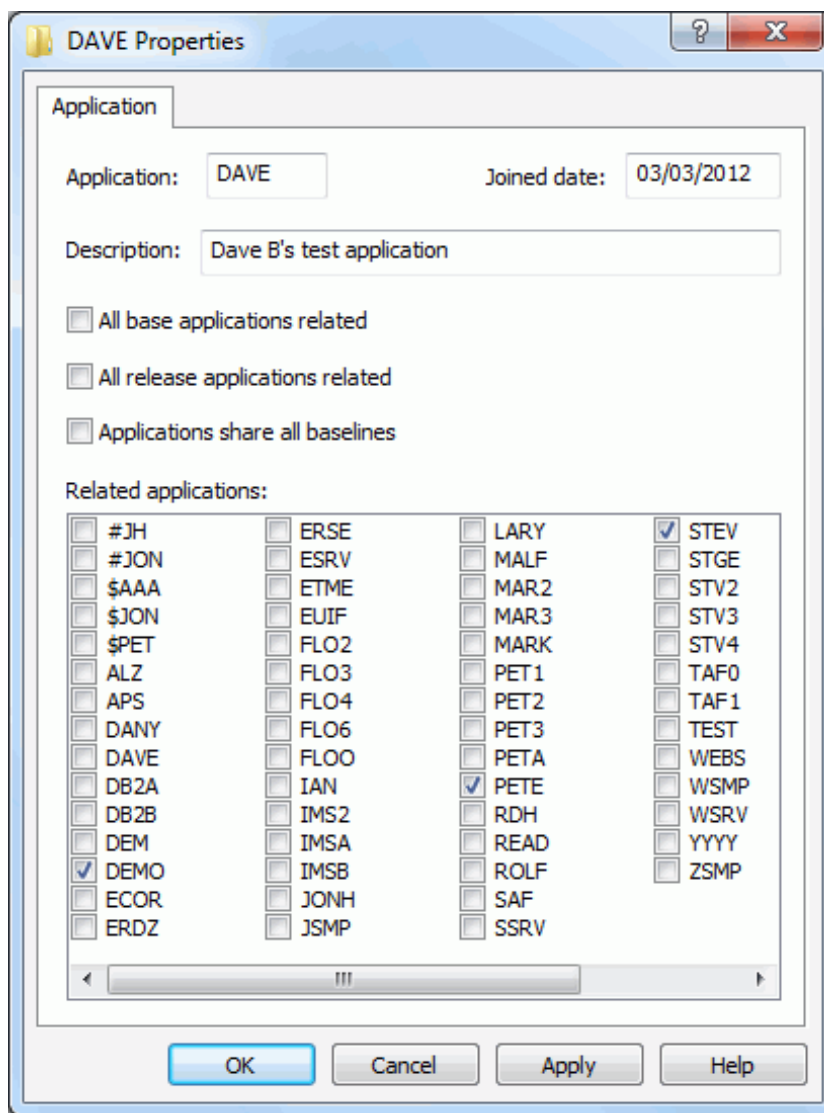 DAVE Properties
Application
Application: DAVE Joined date: 03/03/2012
Description: Dave B's test application
All base applications related
All release applications related
Applications share all baselines
Related applications:
#JH ERSE LARY STEV
#JON ESRV MALF STGE
$AAA ETME MAR2 STV2
$JON EUIF MAR3 STV3
$PET FLO2 MARK STV4
ALZ FLO3 PET1 TAF0
APS FLO4 PET2 TAF1
DANY FLO6 PET3 TEST
DAVE FLOO PETA WEBS
DB2A IAN PETE WSMP
DB2B IMS2 RDH WSRV
DEM IMSA READ YYYY
DEMO IMSB ROLF ZSMP
ECOR JONH SAF
ERDZ JSMP SSRV
OK Cancel Apply Help